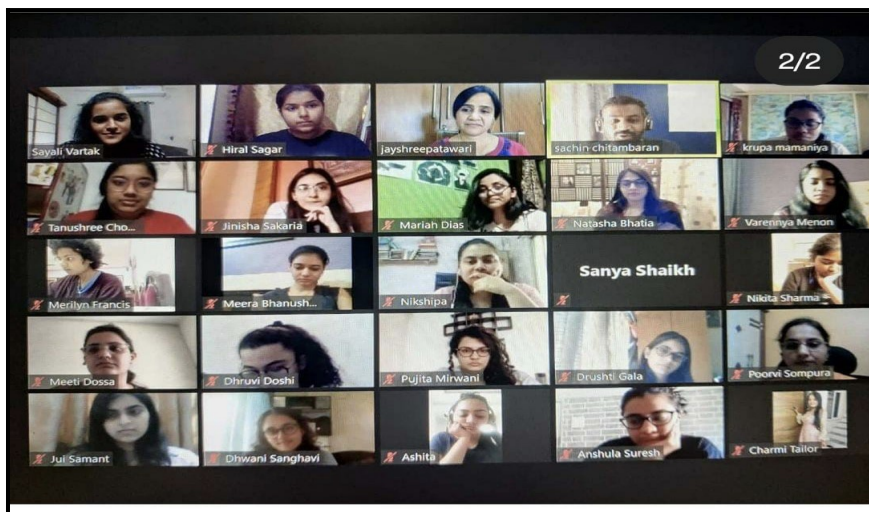 2/2
Sayali Vartak
Hiral Sagar
jayshreepatawari
sachin chitambaran
krupa mamaniya
Tanushree Cho...
Jinisha Sakaria
Mariah Dias
Natasha Bhatia
Varennya Menon
Merilyn Francis
Meera Bhanush...
Nikshipa
Sanya Shaikh
Nikita Sharma
Meeti Dossa
Dhruvi Doshi
Pujita Mirwani
Drushti Gala
Poorvi Sompura
Jui Samant
Dhwani Sanghavi
Ashita
Anshula Suresh
Charmi Tailor